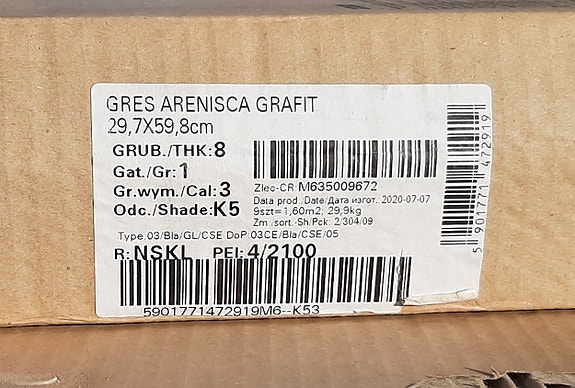 GRES ARENISCA GRAFIT
29,7X59,8cm
GRUB./THK:8
Gat./Gr:1
Gr.wym./Cal:3
Odc./Shade:K5
Zlec-CR:M635009672
Data prod./Date/Дата изгот. 2020-07-07
9szt=1,60m2; 29,9kg
Zm./sort.-Sh/Pck: 2/304/09
Type 03/BIa/GL/CSE DoP:03CE/BIa/CSE/05
R: NSKL PEI: 4/2100
5901771472919M6--K53
5 901771 472919